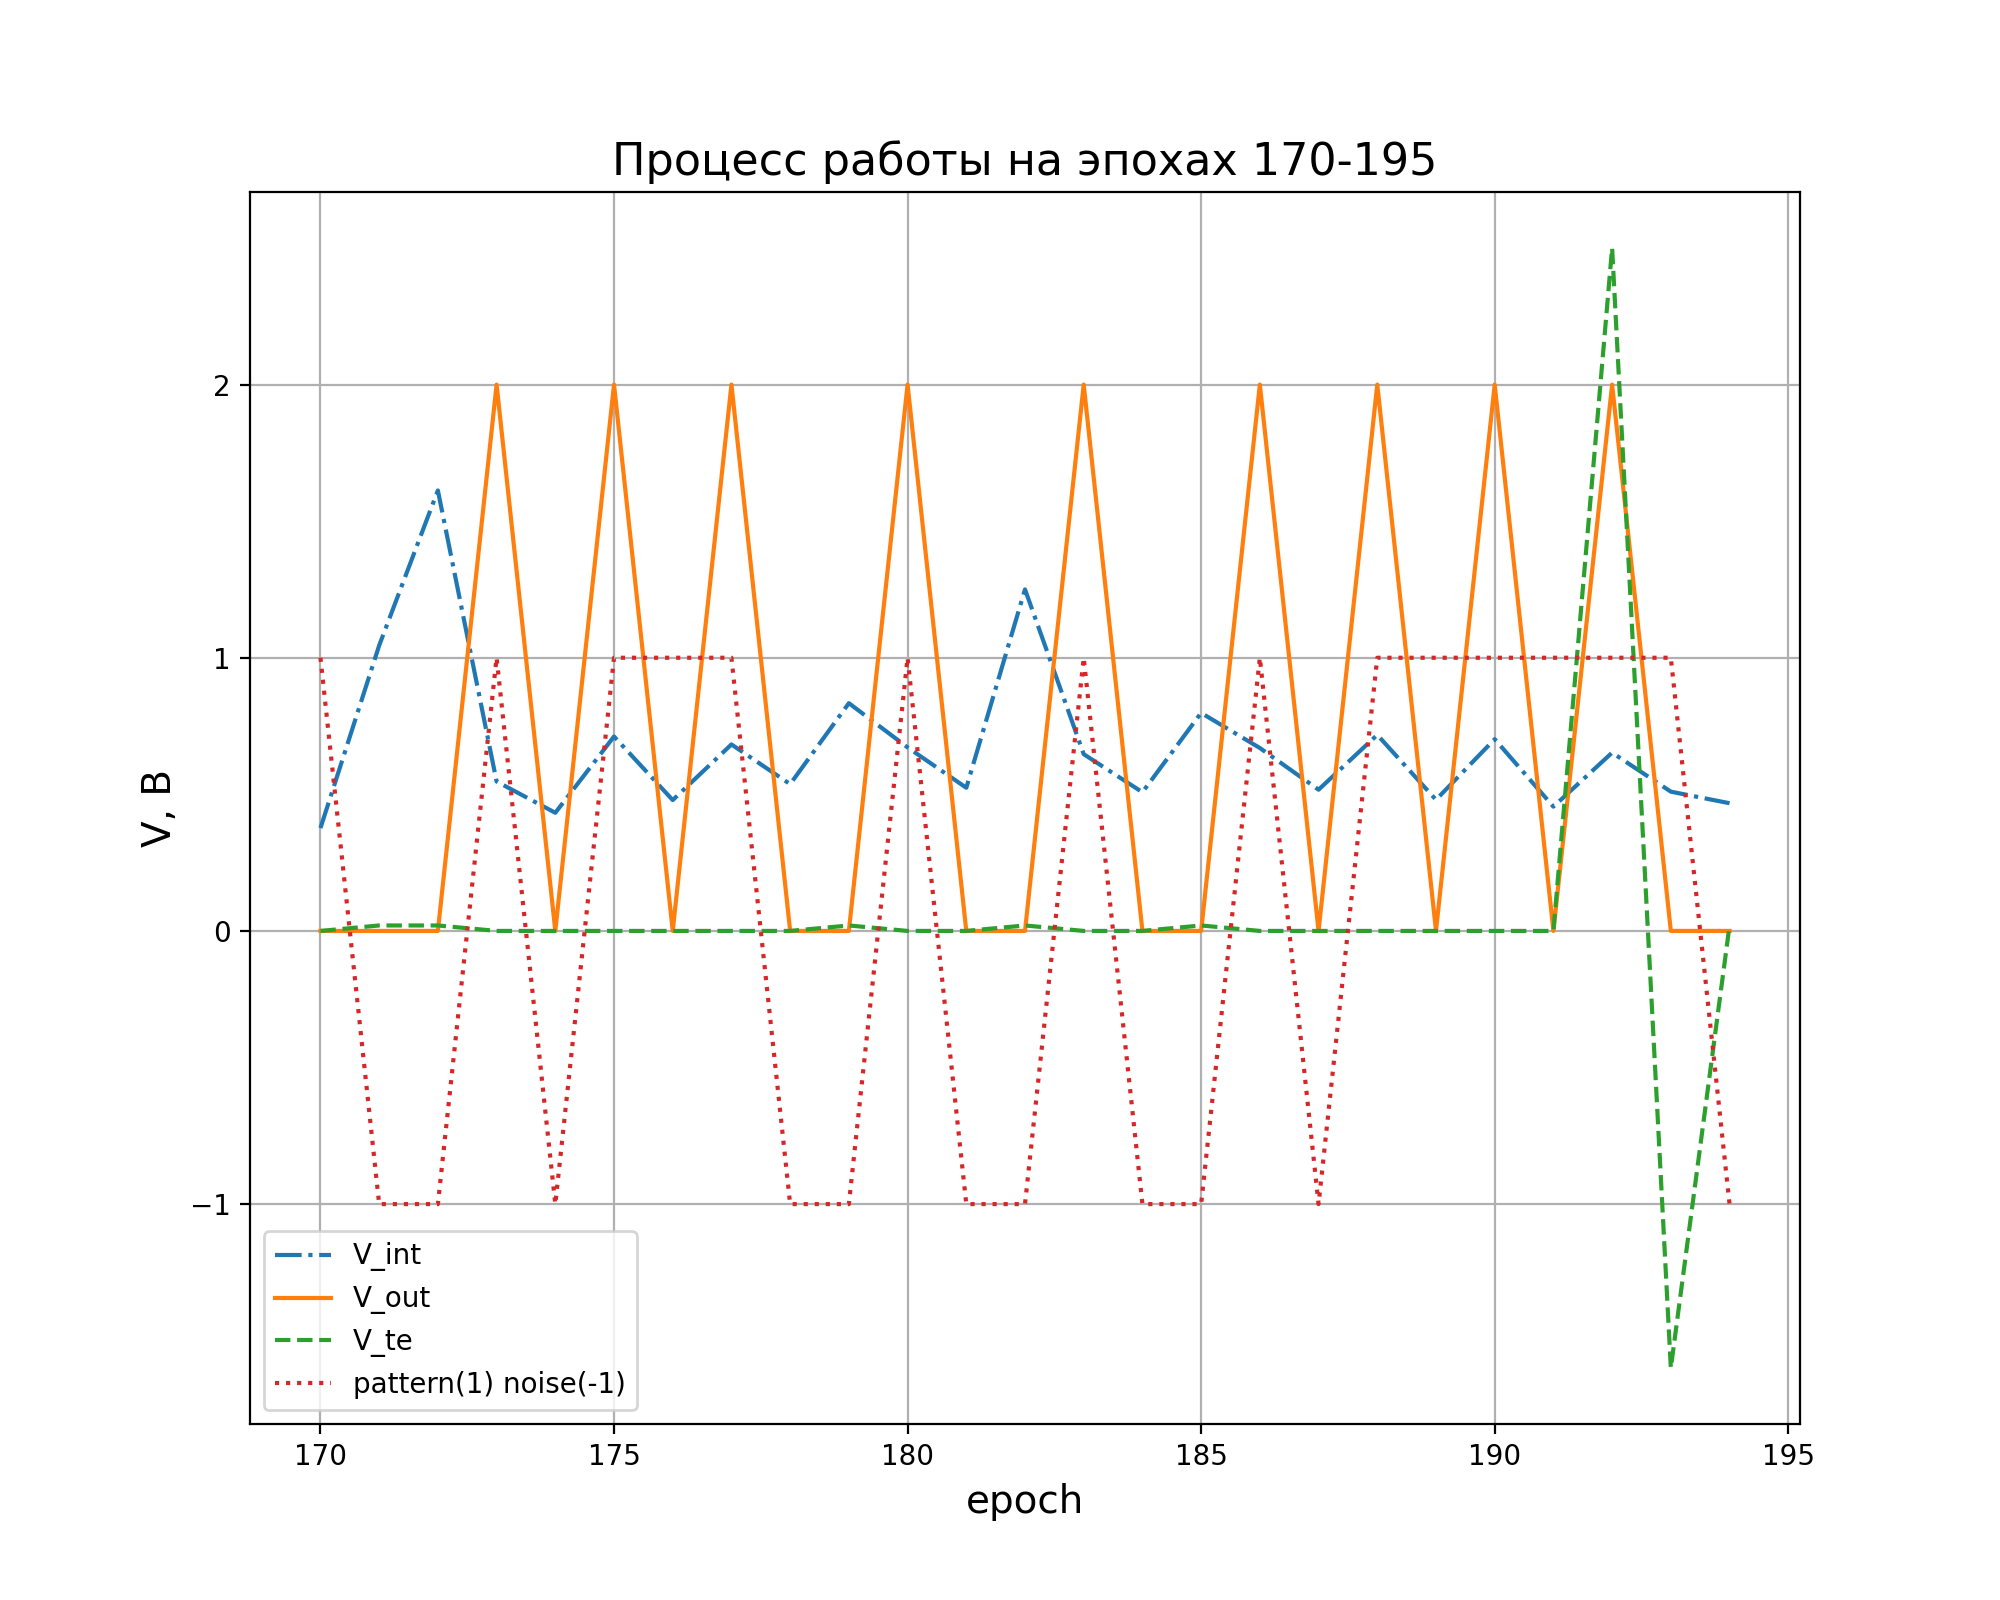 Процесс работы на эпохах 170-195
V, В
2
1
0
−1
V_int
V_out
V_te
pattern(1) noise(-1)
170 175 180 185 190 195
epoch